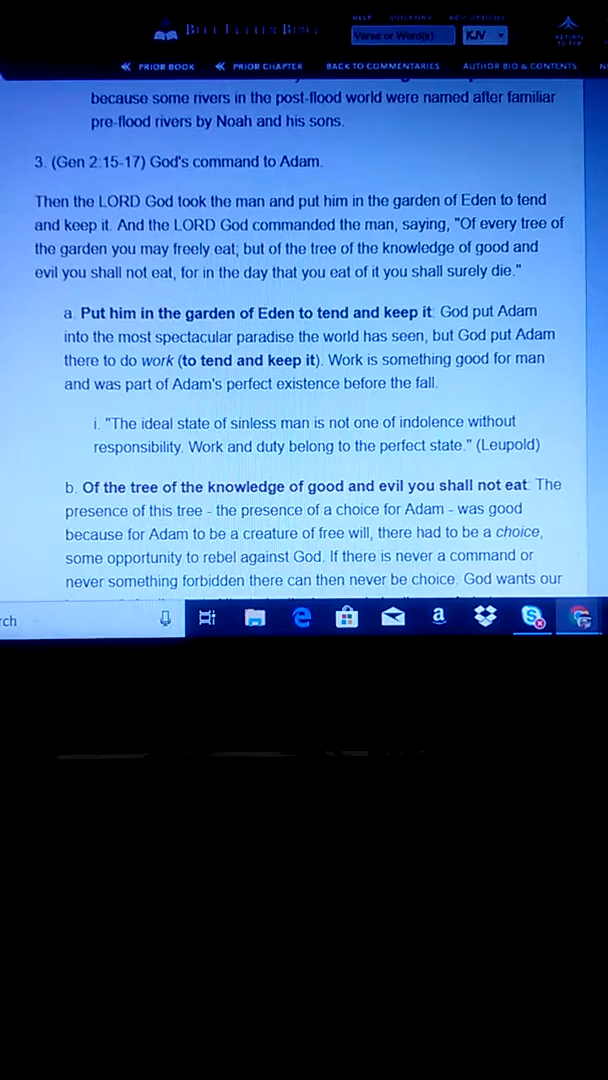 HELP QUICKNAV ADV. OPTIONS
BLUE LETTER BIBLE
Verse or Word(s) KJV
RETURN
TO TOP
PRIOR BOOK PRIOR CHAPTER BACK TO COMMENTARIES AUTHOR BIO & CONTENTS
because some rivers in the post-flood world were named after familiar
pre-flood rivers by Noah and his sons.
3. (Gen 2:15-17) God's command to Adam.
Then the LORD God took the man and put him in the garden of Eden to tend
and keep it. And the LORD God commanded the man, saying, "Of every tree of
the garden you may freely eat; but of the tree of the knowledge of good and
evil you shall not eat, for in the day that you eat of it you shall surely die."
a. Put him in the garden of Eden to tend and keep it: God put Adam
into the most spectacular paradise the world has seen, but God put Adam
there to do work (to tend and keep it). Work is something good for man
and was part of Adam's perfect existence before the fall.
i. "The ideal state of sinless man is not one of indolence without
responsibility. Work and duty belong to the perfect state." (Leupold)
b. Of the tree of the knowledge of good and evil you shall not eat: The
presence of this tree - the presence of a choice for Adam - was good
because for Adam to be a creature of free will, there had to be a choice,
some opportunity to rebel against God. If there is never a command or
never something forbidden there can then never be choice. God wants our
rch